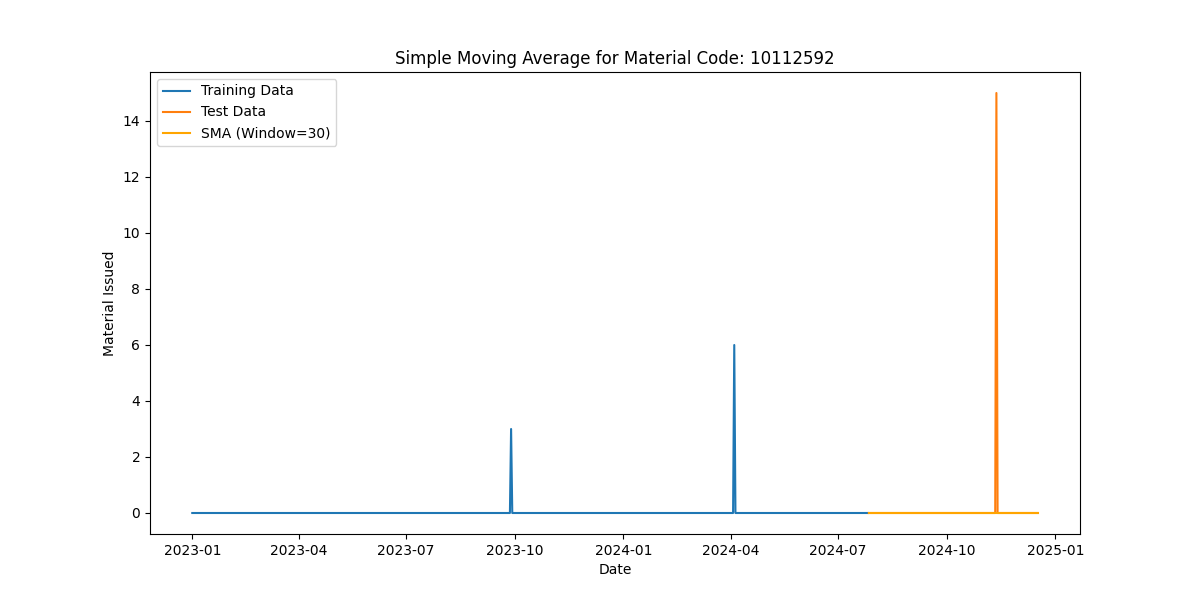 Simple Moving Average for Material Code: 10112592
Training Data
Test Data
SMA (Window=30)
14
12
10
8
6
4
2
0
Material Issued
2023-01 2023-04 2023-07 2023-10 2024-01 2024-04 2024-07 2024-10 2025-01
Date